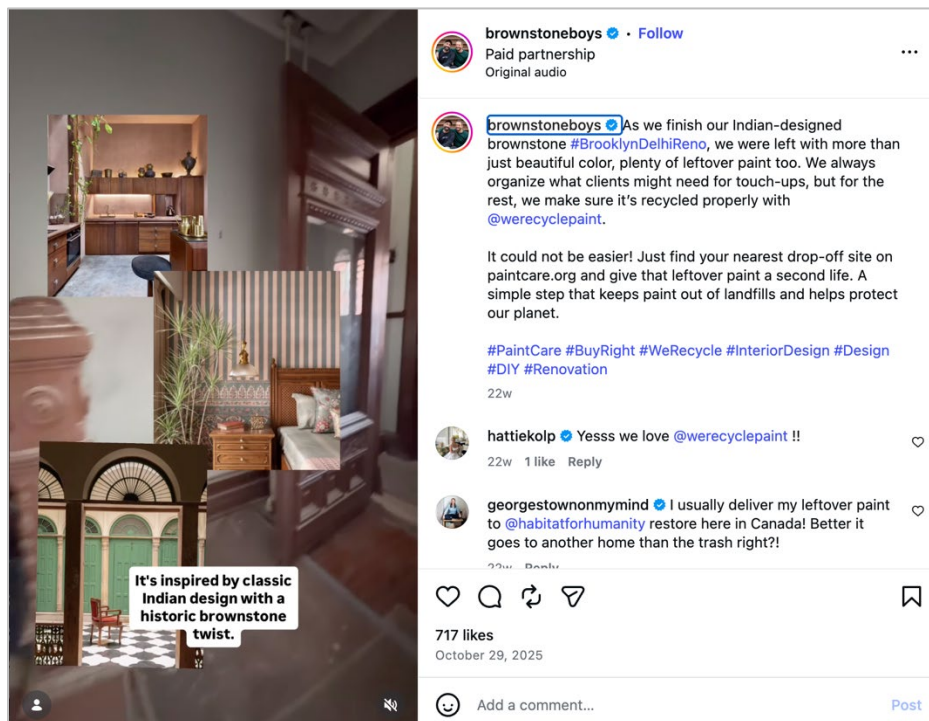 brownstoneboys • Follow
Paid partnership
Original audio
brownstoneboys As we finish our Indian-designed
brownstone #BrooklynDelhiReno, we were left with more than
just beautiful color, plenty of leftover paint too. We always
organize what clients might need for touch-ups, but for the
rest, we make sure it’s recycled properly with
@werecyclepaint.
It could not be easier! Just find your nearest drop-off site on
paintcare.org and give that leftover paint a second life. A
simple step that keeps paint out of landfills and helps protect
our planet.
#PaintCare #BuyRight #WeRecycle #InteriorDesign #Design
#DIY #Renovation
22w
hattiekolp Yesss we love @werecyclepaint !!
22w 1 like Reply
georgestownonmymind I usually deliver my leftover paint
to @habitatforhumanity restore here in Canada! Better it
goes to another home than the trash right?!
22w Reply
717 likes
October 29, 2025
Add a comment...
Post
It's inspired by classic
Indian design with a
historic brownstone
twist.